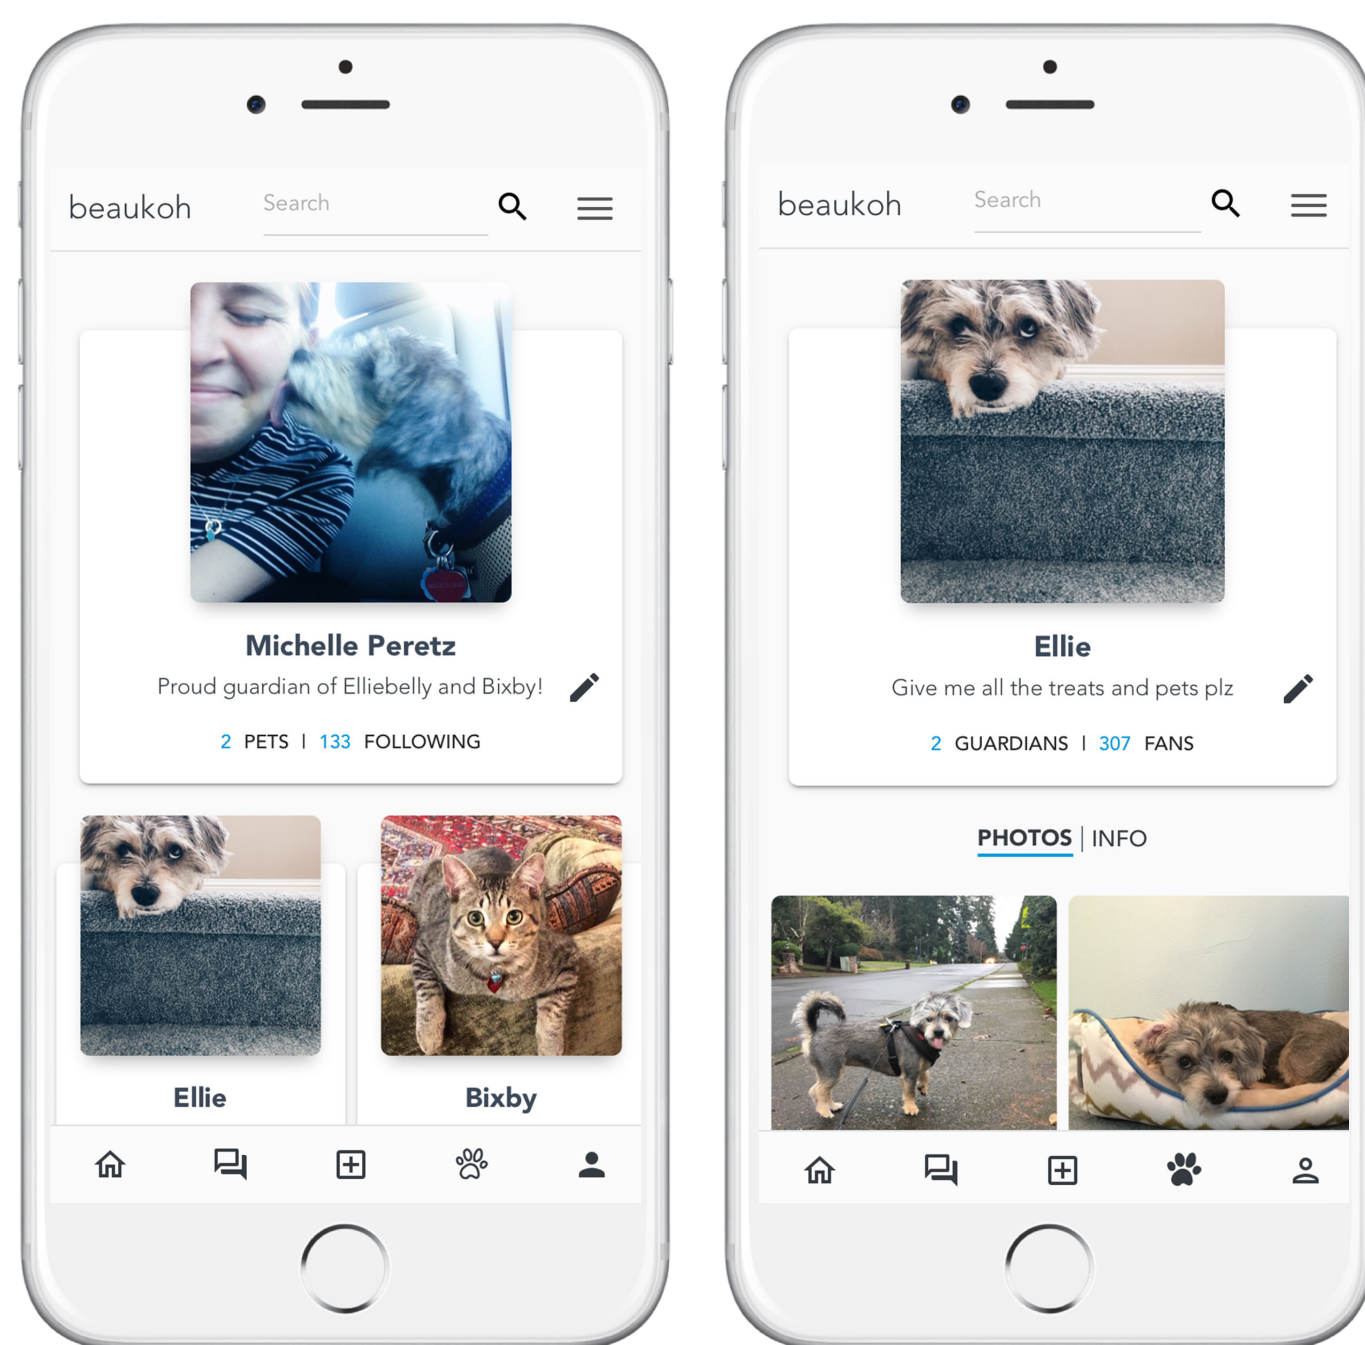 beaukoh
Search
Michelle Peretz
Proud guardian of Elliebelly and Bixby!
2 PETS | 133 FOLLOWING
Ellie
Bixby
beaukoh
Search
Ellie
Give me all the treats and pets plz
2 GUARDIANS | 307 FANS
PHOTOS | INFO